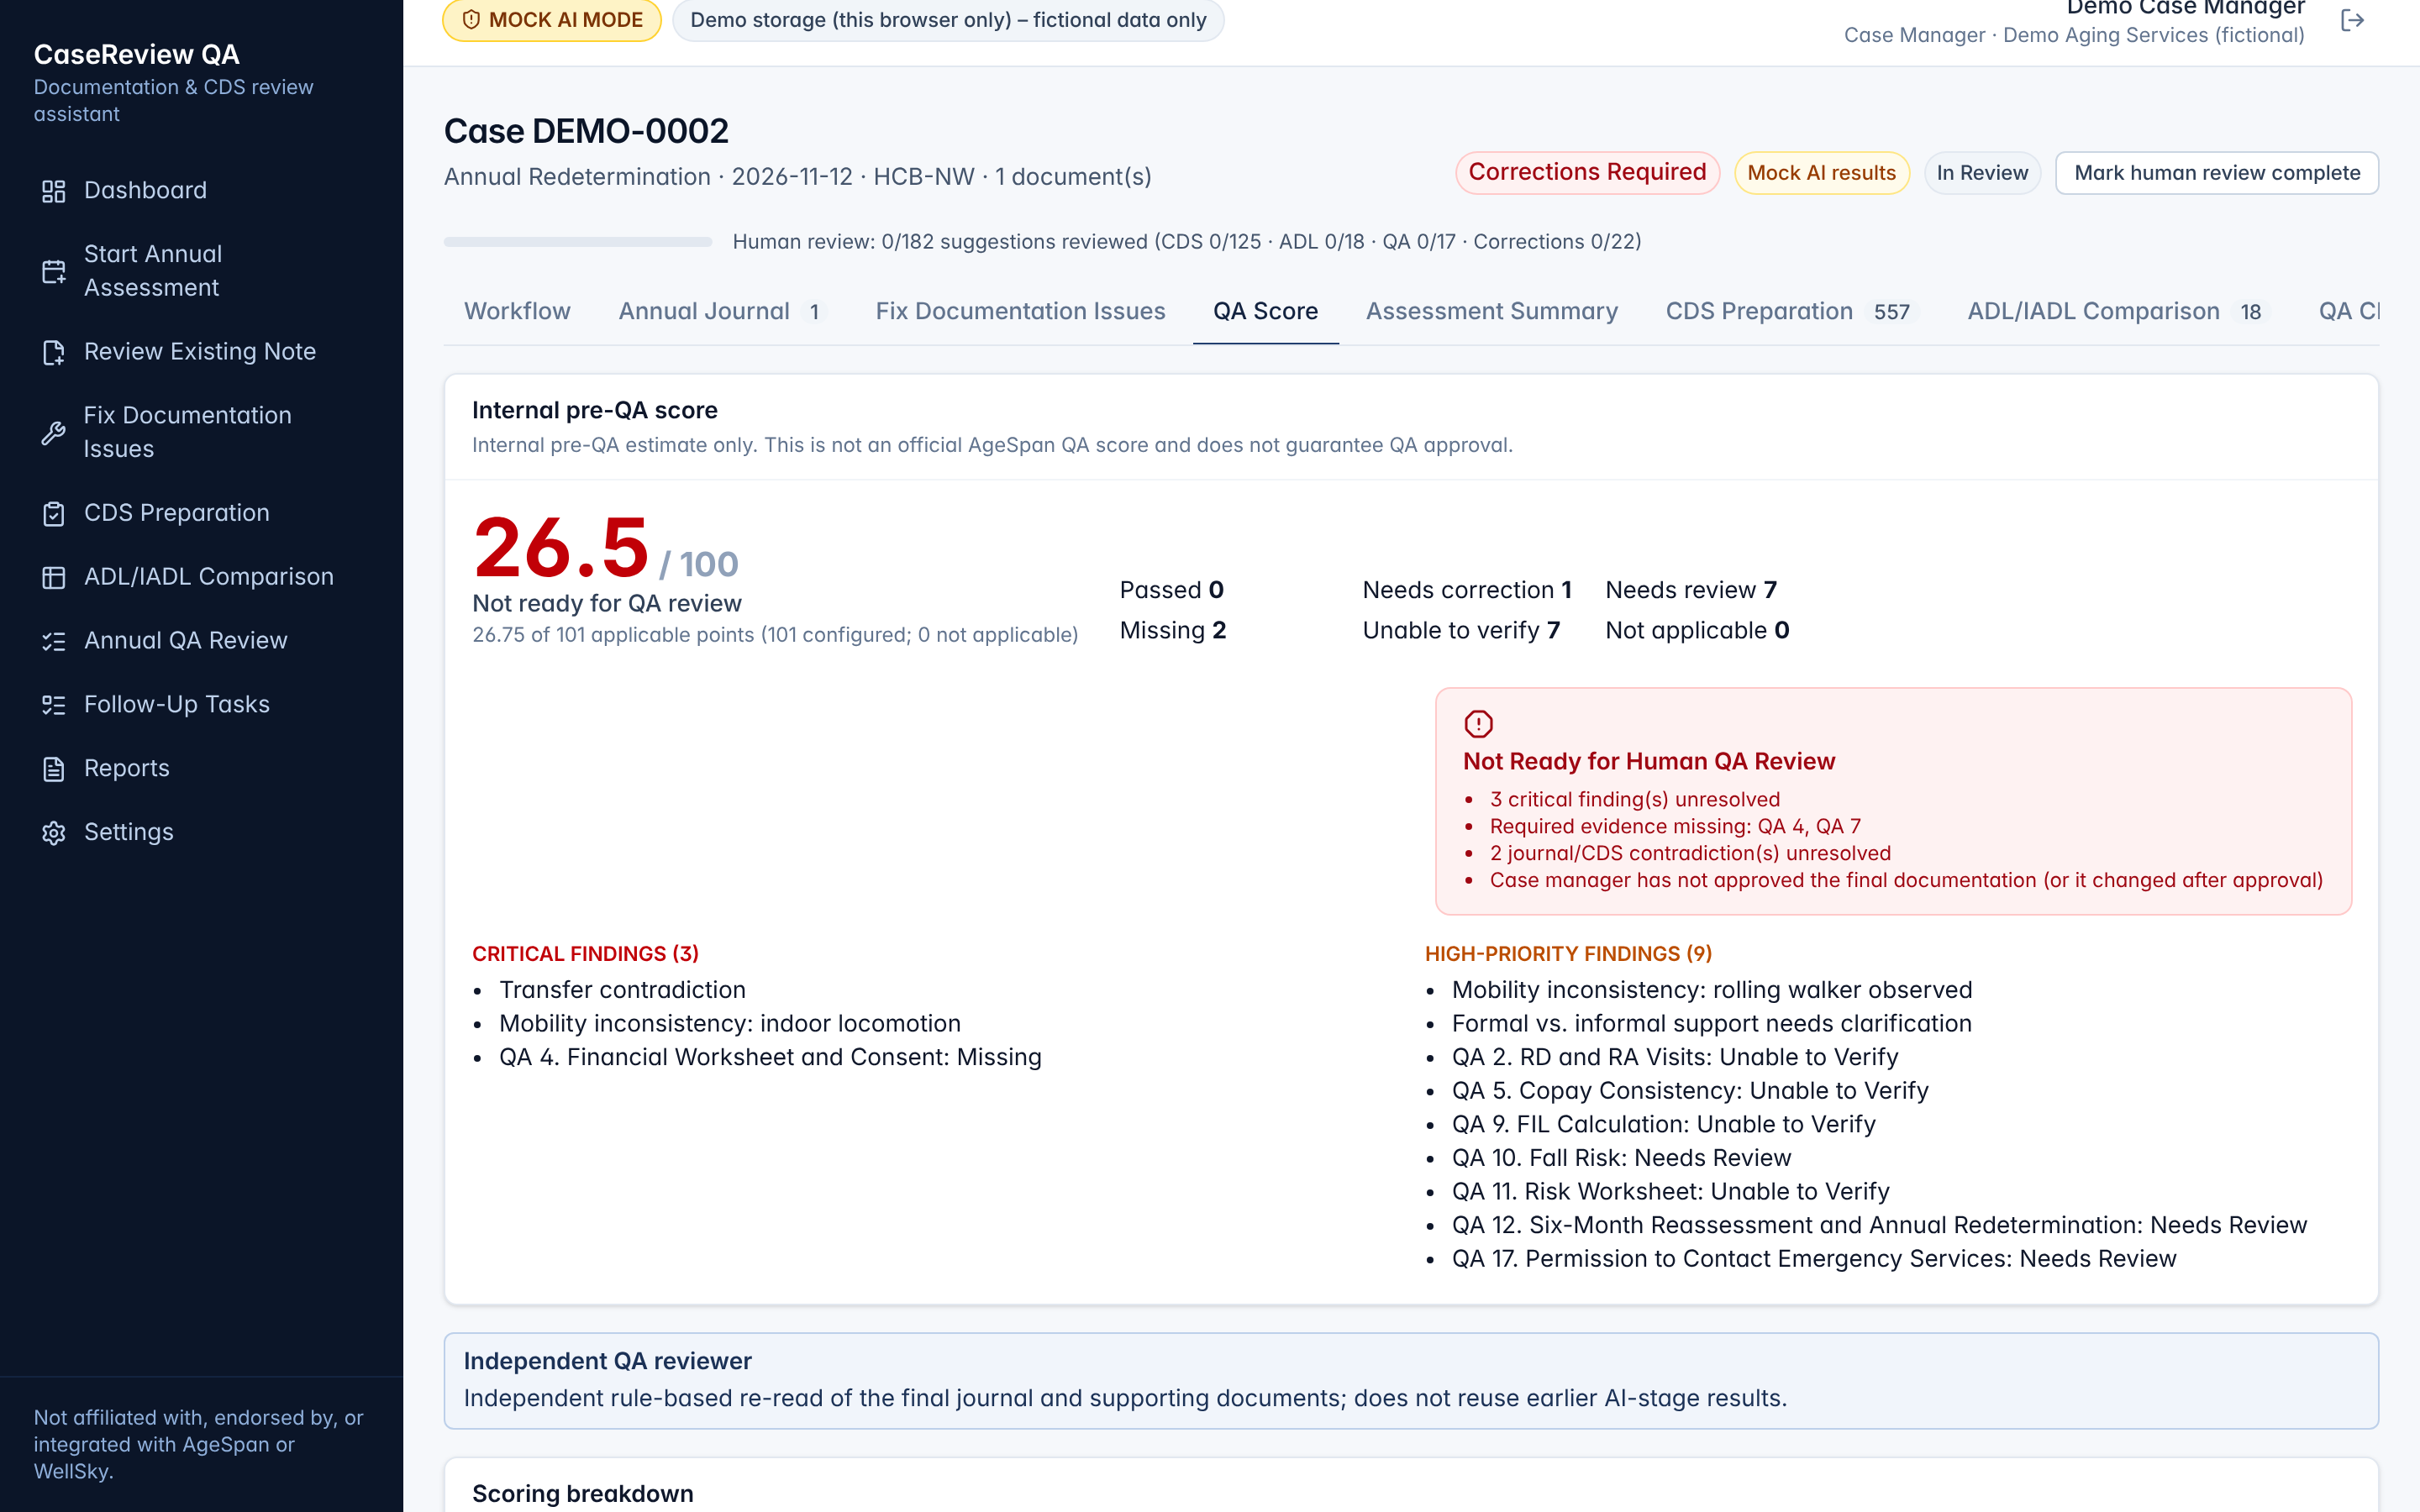 CaseReview QA
Documentation & CDS review
assistant
Dashboard
Start Annual
Assessment
Review Existing Note
Fix Documentation
Issues
CDS Preparation
ADL/IADL Comparison
Annual QA Review
Follow-Up Tasks
Reports
Settings
Not affiliated with, endorsed by, or
integrated with AgeSpan or
WellSky.
MOCK AI MODE
Demo storage (this browser only) – fictional data only
Demo Case Manager
Case Manager · Demo Aging Services (fictional)
Case DEMO-0002
Annual Redetermination · 2026-11-12 · HCB-NW · 1 document(s)
Corrections Required
Mock AI results
In Review
Mark human review complete
Human review: 0/182 suggestions reviewed (CDS 0/125 · ADL 0/18 · QA 0/17 · Corrections 0/22)
Workflow
Annual Journal 1
Fix Documentation Issues
QA Score
Assessment Summary
CDS Preparation 557
ADL/IADL Comparison 18
QA
Internal pre-QA score
Internal pre-QA estimate only. This is not an official AgeSpan QA score and does not guarantee QA approval.
26.5 / 100
Not ready for QA review
26.75 of 101 applicable points (101 configured; 0 not applicable)
Passed 0
Needs correction 1
Needs review 7
Missing 2
Unable to verify 7
Not applicable 0
Not Ready for Human QA Review
• 3 critical finding(s) unresolved
• Required evidence missing: QA 4, QA 7
• 2 journal/CDS contradiction(s) unresolved
• Case manager has not approved the final documentation (or it changed after approval)
CRITICAL FINDINGS (3)
• Transfer contradiction
• Mobility inconsistency: indoor locomotion
• QA 4. Financial Worksheet and Consent: Missing
HIGH-PRIORITY FINDINGS (9)
• Mobility inconsistency: rolling walker observed
• Formal vs. informal support needs clarification
• QA 2. RD and RA Visits: Unable to Verify
• QA 5. Copay Consistency: Unable to Verify
• QA 9. FIL Calculation: Unable to Verify
• QA 10. Fall Risk: Needs Review
• QA 11. Risk Worksheet: Unable to Verify
• QA 12. Six-Month Reassessment and Annual Redetermination: Needs Review
• QA 17. Permission to Contact Emergency Services: Needs Review
Independent QA reviewer
Independent rule-based re-read of the final journal and supporting documents; does not reuse earlier AI-stage results.
Scoring breakdown